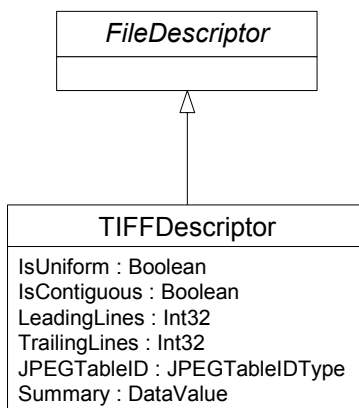 FileDescriptor
TIFFDescriptor
IsUniform : Boolean
IsContiguous : Boolean
LeadingLines : Int32
TrailingLines : Int32
JPEGTableID : JPEGTableIDType
Summary : DataValue